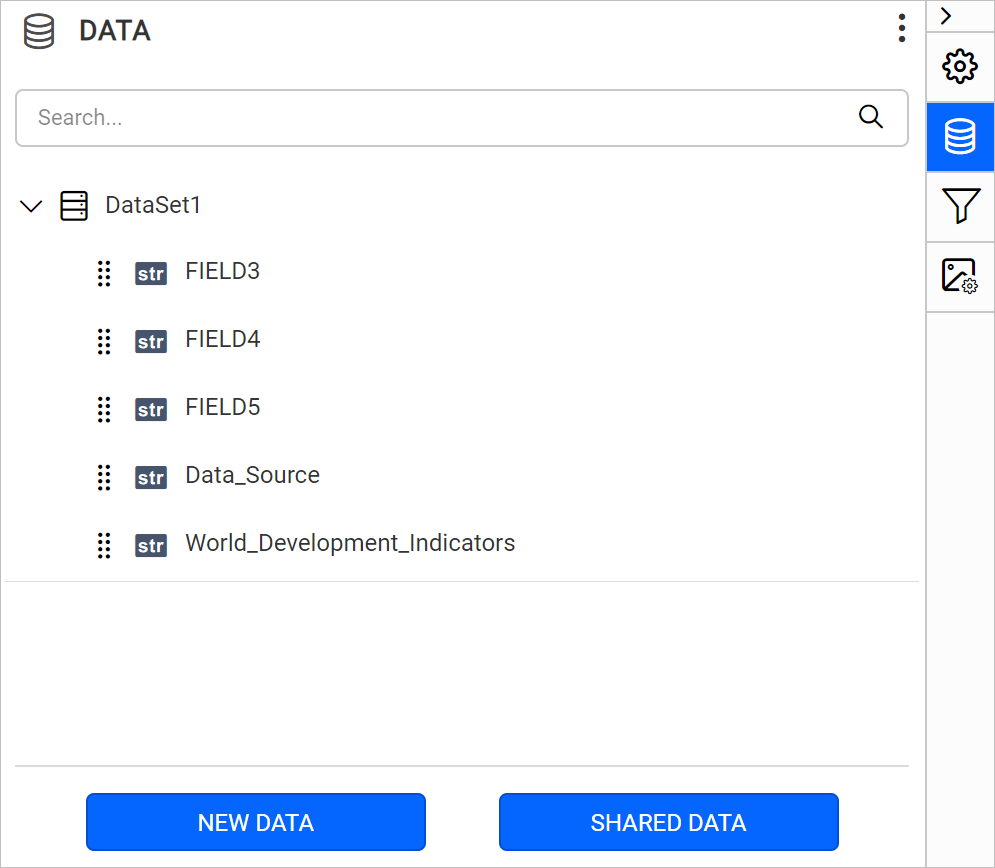 DATA
Search...
DataSet1
str FIELD3
str FIELD4
str FIELD5
str Data_Source
str World_Development_Indicators
NEW DATA SHARED DATA